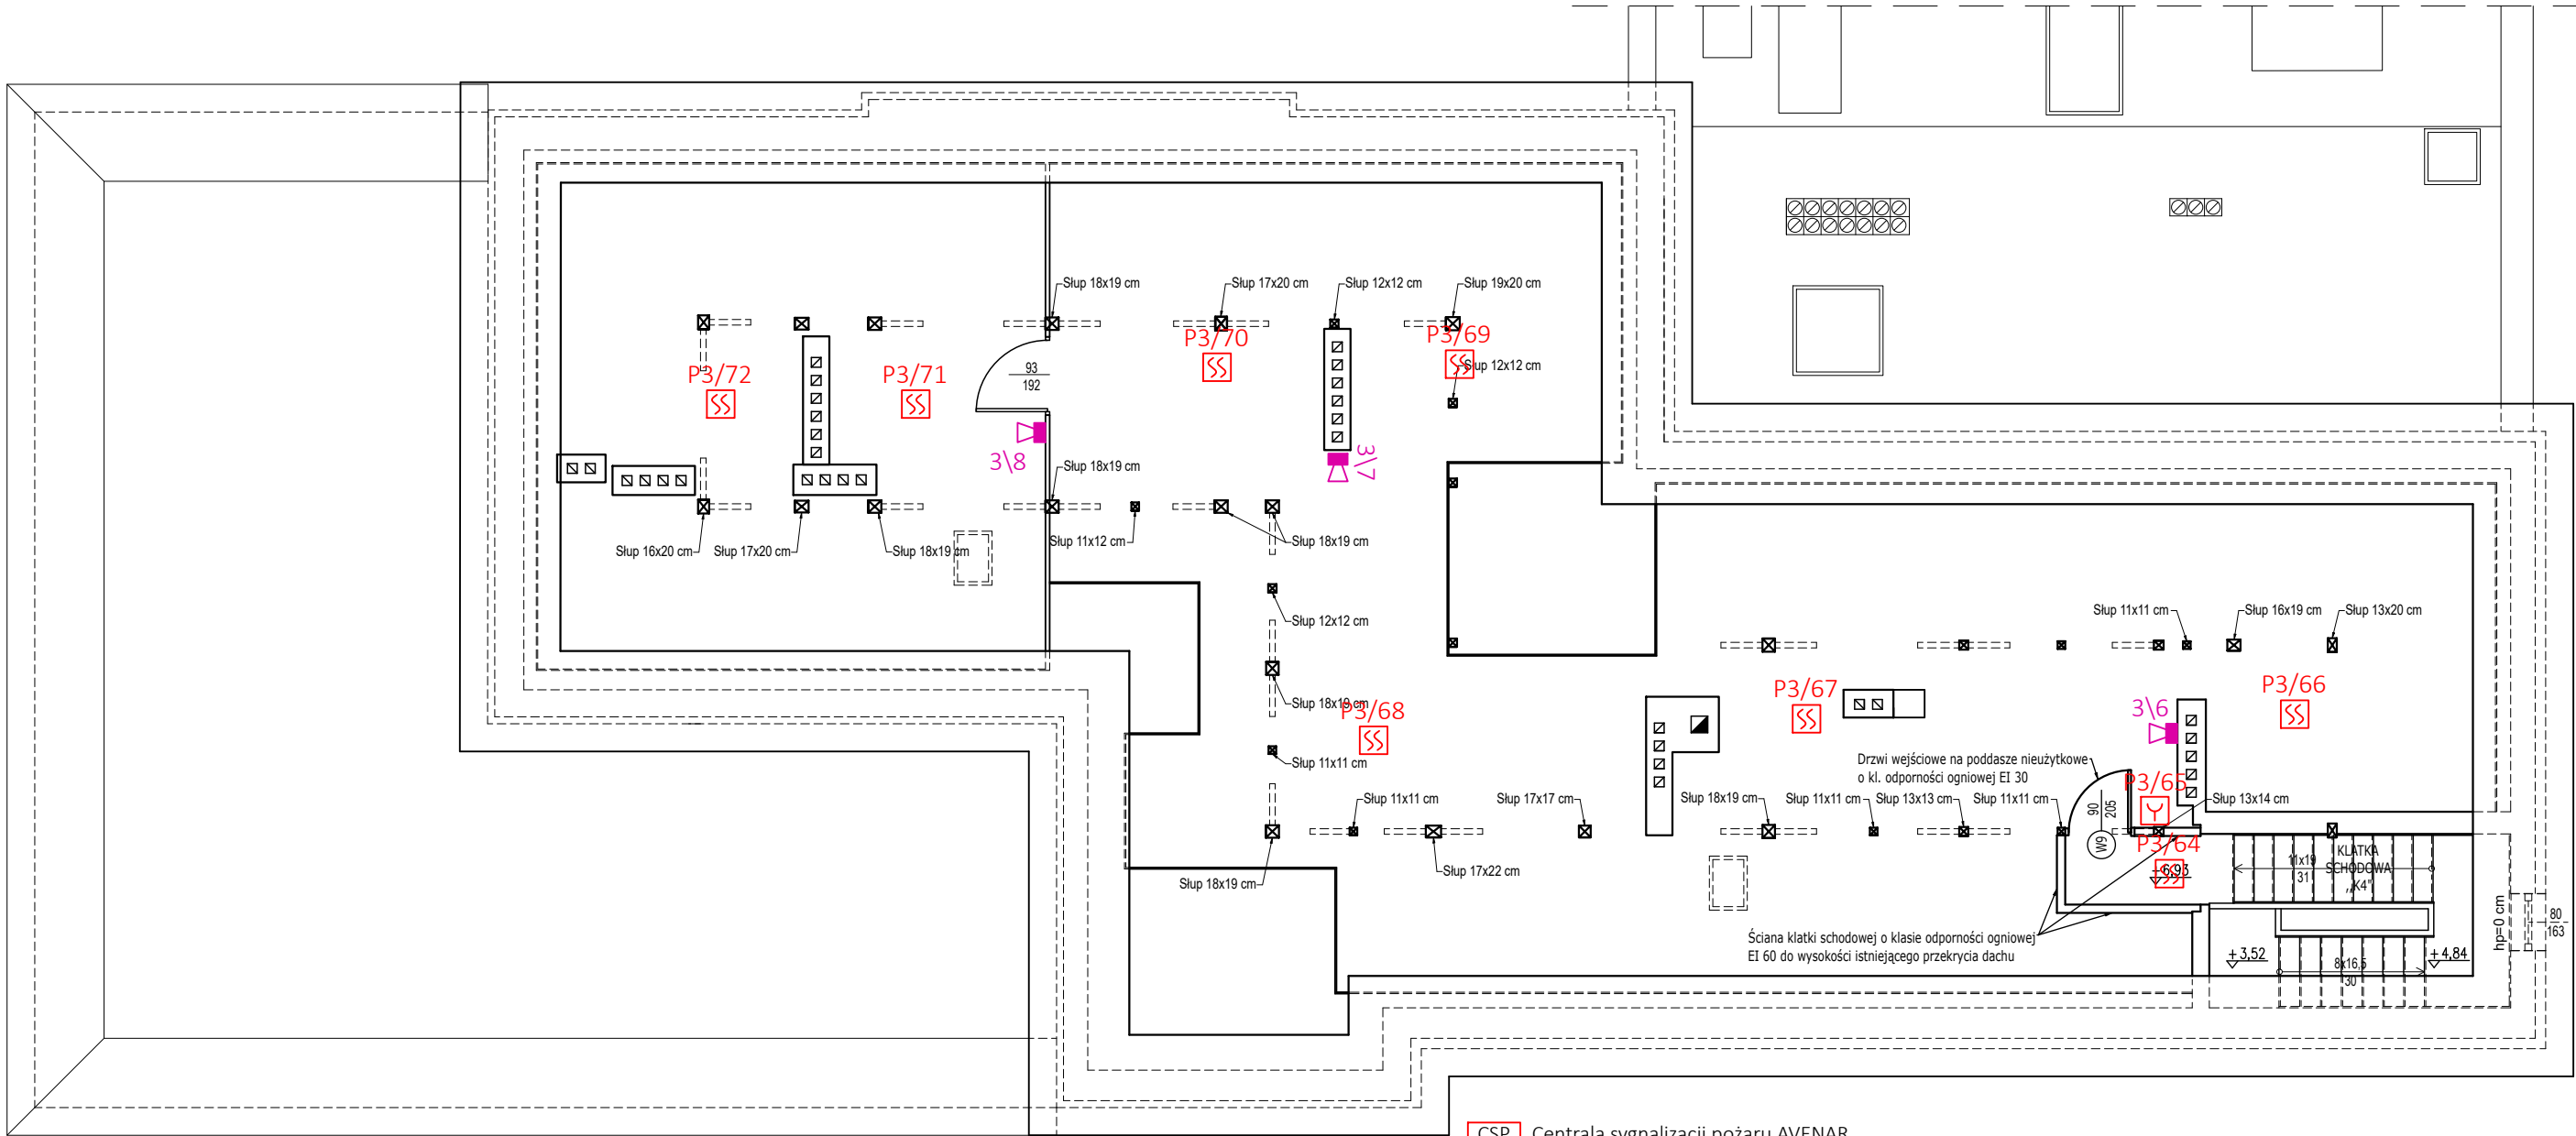 Słup 18x19 cm
Słup 17x20 cm
Słup 12x12 cm
Słup 19x20 cm
P3/70
P3/69
P3/72
P3/71
93
192
Słup 12x12 cm
3\8
3\7
Słup 18x19 cm
Słup 16x20 cm
Słup 17x20 cm
Słup 18x19 cm
Słup 11x12 cm
Słup 18x19 cm
Słup 12x12 cm
Słup 11x11 cm
Słup 16x19 cm
Słup 13x20 cm
Słup 18x19 cm
P3/68
P3/67
P3/66
3\6
Słup 11x11 cm
Drzwi wejściowe na poddasze nieużytkowe
o kl. odporności ogniowej EI 30
P3/65
Słup 11x11 cm
Słup 17x17 cm
Słup 18x19 cm
Słup 11x11 cm
Słup 13x13 cm
Słup 11x11 cm
90
205
Słup 13x14 cm
W9
P3/64
Słup 17x22 cm
Słup 18x19 cm
+6,93
11x19
31
KLATKA
SCHODOWA
,,K4"
hp=0 cm
80
163
Ściana klatki schodowej o klasie odporności ogniowej
EI 60 do wysokości istniejącego przekrycia dachu
+3,52
8x16,5
30
+4,84
CSP Centrala sygnalizacji pożaru AVENAR